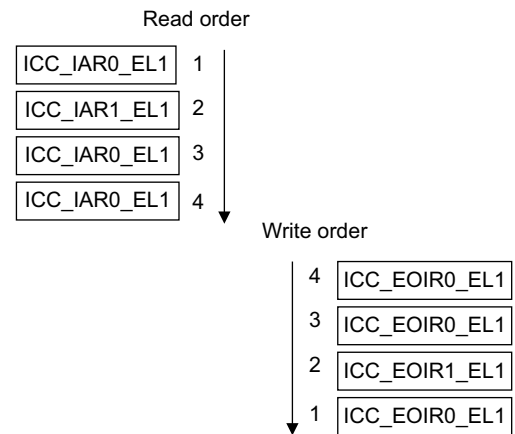 Read order
ICC_IAR0_EL1 1
ICC_IAR1_EL1 2
ICC_IAR0_EL1 3
ICC_IAR0_EL1 4
Write order
4 ICC_EOIR0_EL1
3 ICC_EOIR0_EL1
2 ICC_EOIR1_EL1
1 ICC_EOIR0_EL1